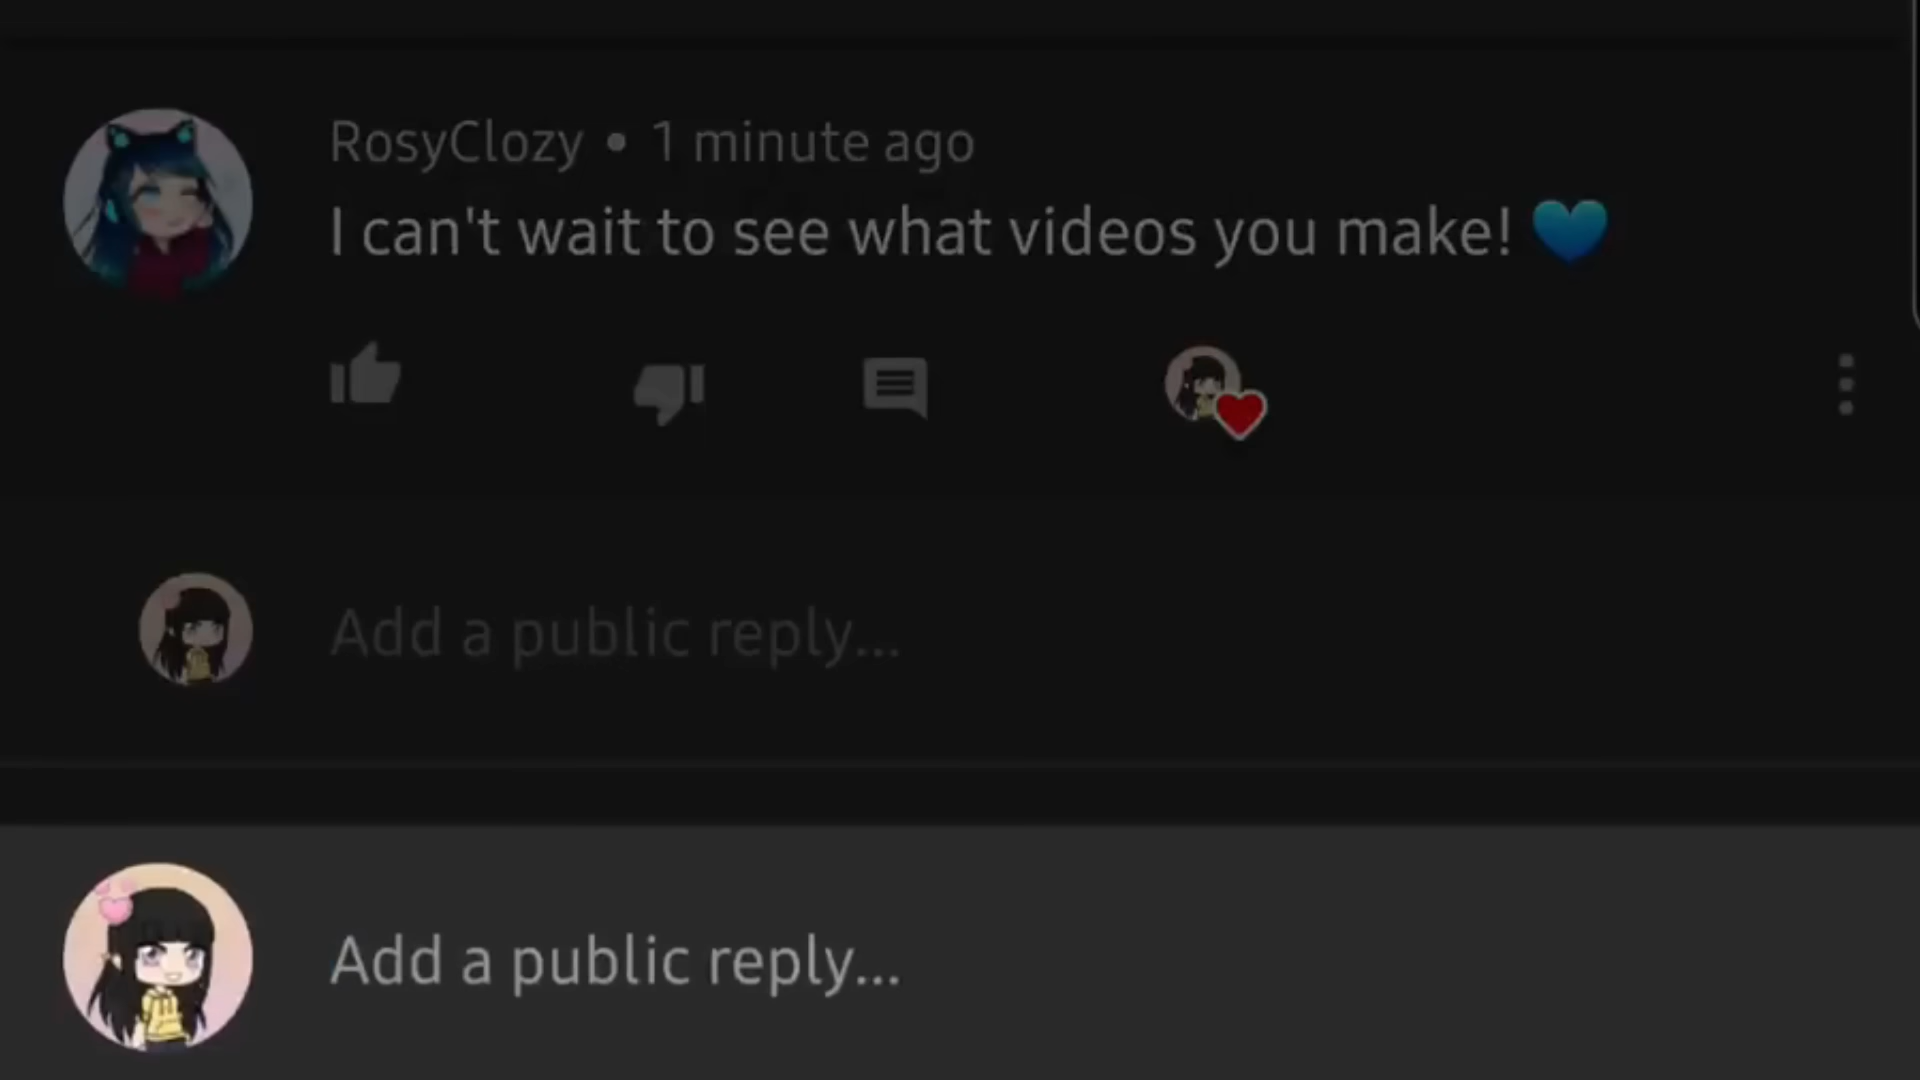 RosyClozy • 1 minute ago
I can't wait to see what videos you make! 💙
Add a public reply...
Add a public reply...